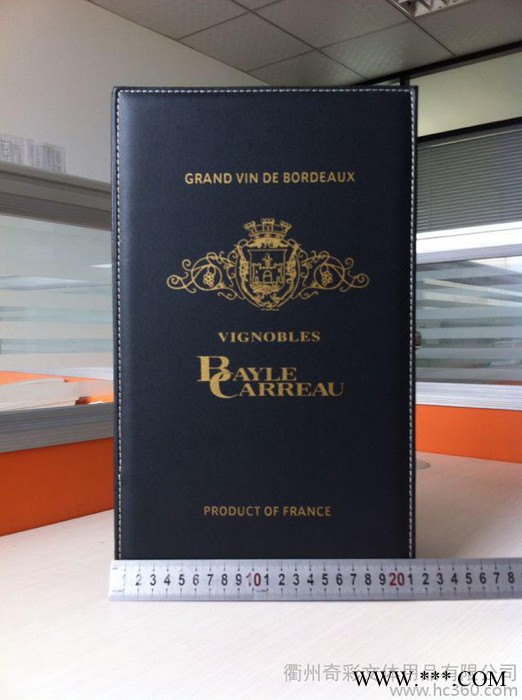 GRAND VIN DE BORDEAUX
VIGNOBLES
BAYLE
CARREAU
PRODUCT OF FRANCE
1 2 3 4 5 6 7 8 9 10 1 2 3 4 5 6 7 8 9 20 1 2 3 4 5 6 7 8
衢州奇彩文体用品有限公司
WWW.***.COM
www.hc360.com